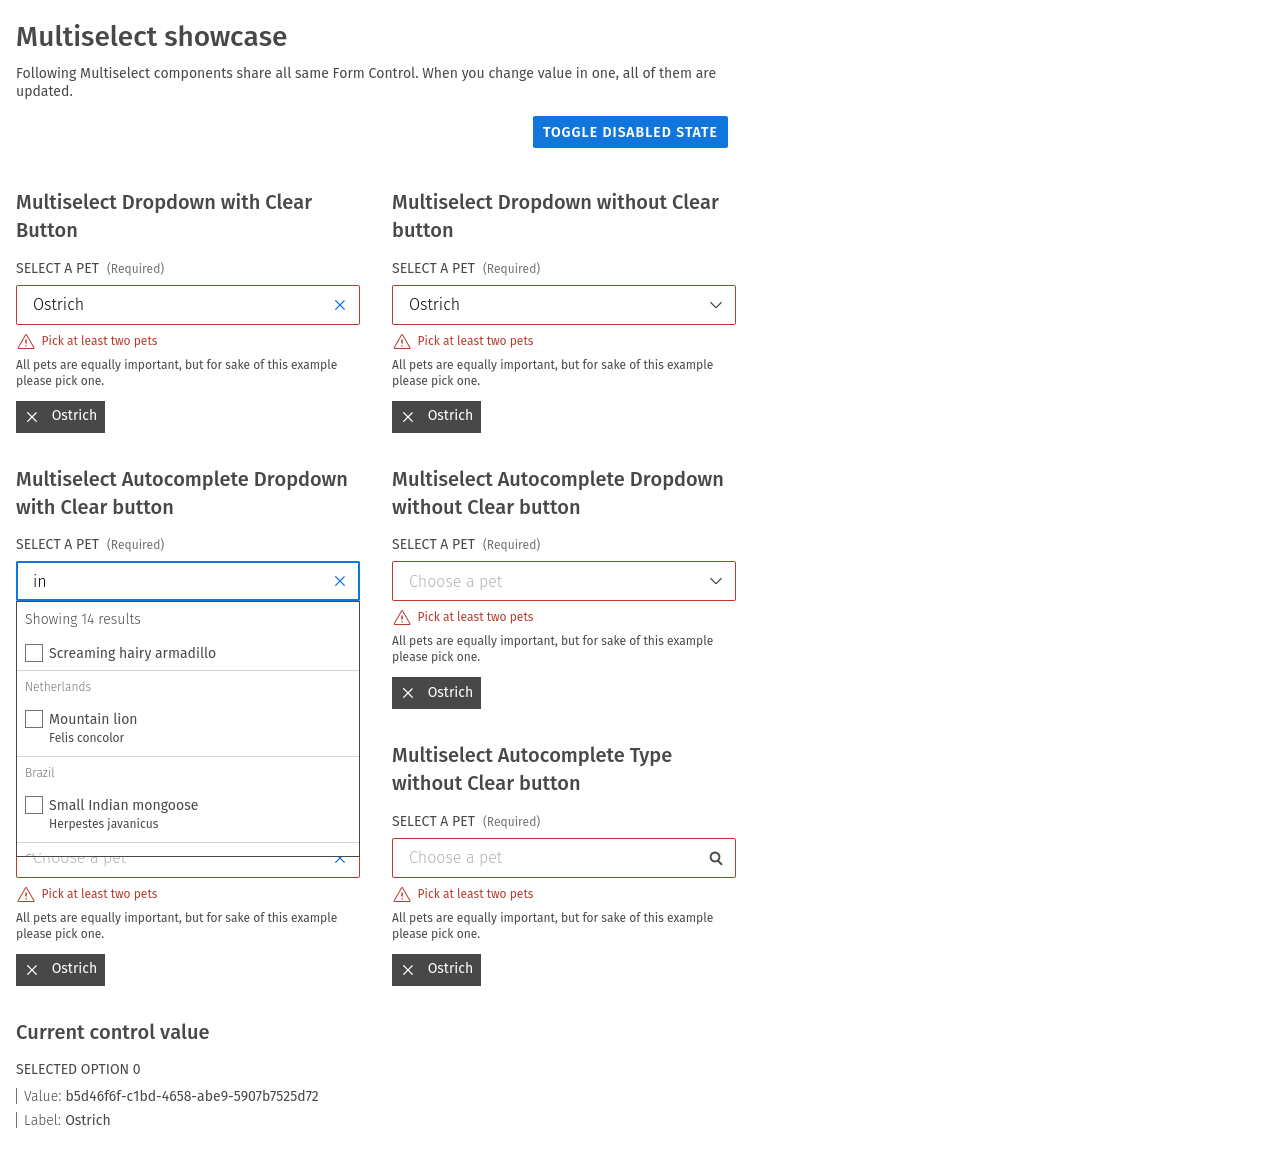 Multiselect showcase
Following Multiselect components share all same Form Control. When you change value in one, all of them are
updated.
TOGGLE DISABLED STATE
Multiselect Dropdown with Clear
Button
SELECT A PET (Required)
Ostrich
Pick at least two pets
All pets are equally important, but for sake of this example
please pick one.
Ostrich
Multiselect Dropdown without Clear
button
SELECT A PET (Required)
Ostrich
Pick at least two pets
All pets are equally important, but for sake of this example
please pick one.
Ostrich
Multiselect Autocomplete Dropdown
with Clear button
SELECT A PET (Required)
in
Showing 14 results
Screaming hairy armadillo
Netherlands
Mountain lion
Felis concolor
Brazil
Small Indian mongoose
Herpestes javanicus
Choose a pet
Pick at least two pets
All pets are equally important, but for sake of this example
please pick one.
Ostrich
Multiselect Autocomplete Dropdown
without Clear button
SELECT A PET (Required)
Choose a pet
Pick at least two pets
All pets are equally important, but for sake of this example
please pick one.
Ostrich
Multiselect Autocomplete Type
without Clear button
SELECT A PET (Required)
Choose a pet
Pick at least two pets
All pets are equally important, but for sake of this example
please pick one.
Ostrich
Current control value
SELECTED OPTION 0
Value: b5d46f6f-c1bd-4658-abe9-5907b7525d72
Label: Ostrich